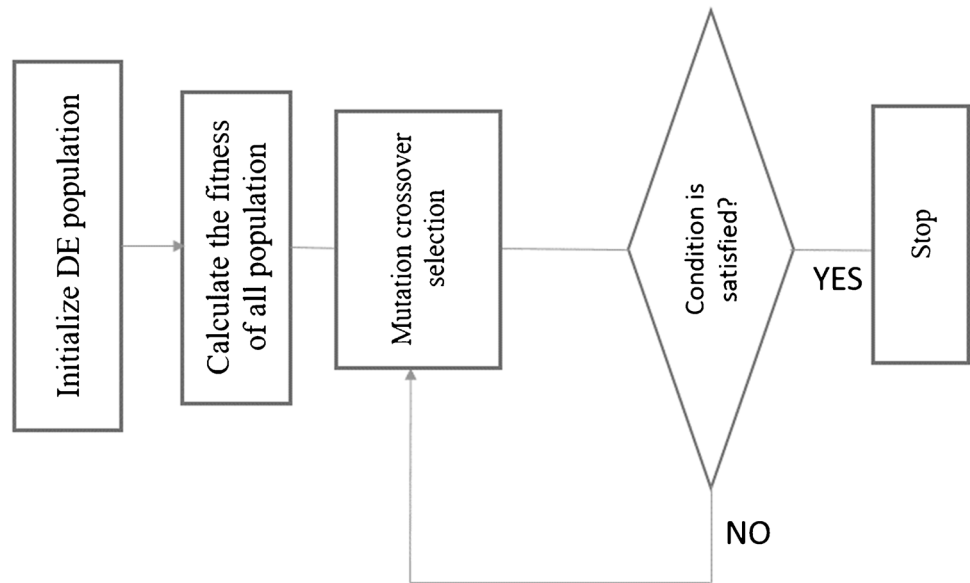 Initialize DE population
Calculate the fitness
of all population
Mutation crossover
selection
Condition is
satisfied?
YES
Stop
NO